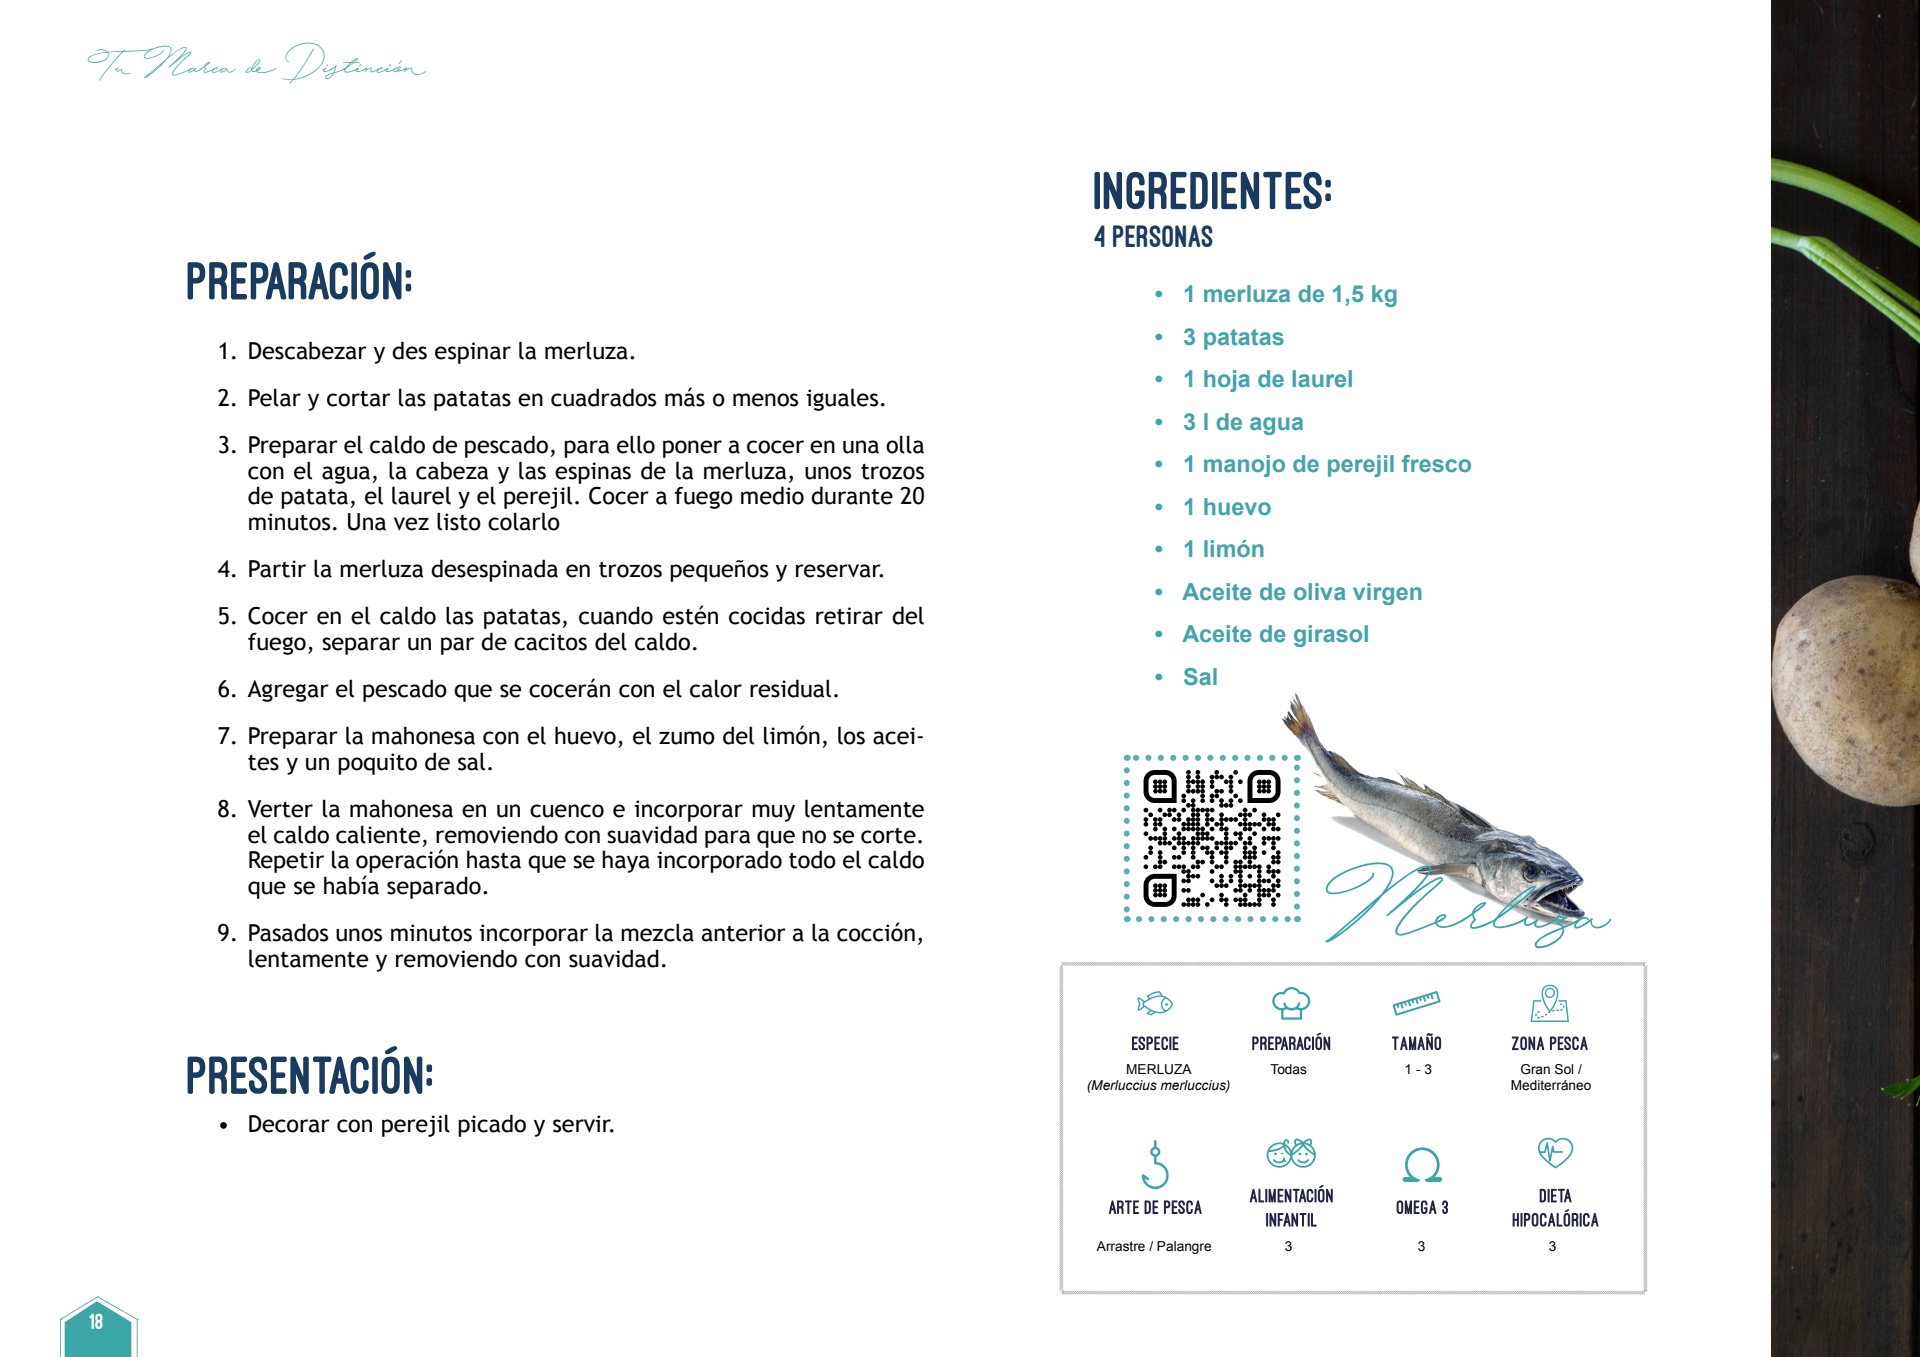 Tu Marca de Distinción
PREPARACIÓN:
1. Descabezar y des espinar la merluza.
2. Pelar y cortar las patatas en cuadrados más o menos iguales.
3. Preparar el caldo de pescado, para ello poner a cocer en una olla
con el agua, la cabeza y las espinas de la merluza, unos trozos
de patata, el laurel y el perejil. Cocer a fuego medio durante 20
minutos. Una vez listo colarlo
4. Partir la merluza desespinada en trozos pequeños y reservar.
5. Cocer en el caldo las patatas, cuando estén cocidas retirar del
fuego, separar un par de cacitos del caldo.
6. Agregar el pescado que se cocerán con el calor residual.
7. Preparar la mahonesa con el huevo, el zumo del limón, los acei-
tes y un poquito de sal.
8. Verter la mahonesa en un cuenco e incorporar muy lentamente
el caldo caliente, removiendo con suavidad para que no se corte.
Repetir la operación hasta que se haya incorporado todo el caldo
que se había separado.
9. Pasados unos minutos incorporar la mezcla anterior a la cocción,
lentamente y removiendo con suavidad.
PRESENTACIÓN:
• Decorar con perejil picado y servir.
18
INGREDIENTES:
4 PERSONAS
• 1 merluza de 1,5 kg
• 3 patatas
• 1 hoja de laurel
• 3 l de agua
• 1 manojo de perejil fresco
• 1 huevo
• 1 limón
• Aceite de oliva virgen
• Aceite de girasol
• Sal
Merluza
ESPECIE
MERLUZA
(Merluccius merluccius)
PREPARACIÓN
Todas
TAMAÑO
1 - 3
ZONA PESCA
Gran Sol /
Mediterráneo
ARTE DE PESCA
Arrastre / Palangre
ALIMENTACIÓN
INFANTIL
3
OMEGA 3
3
DIETA
HIPOCALÓRICA
3